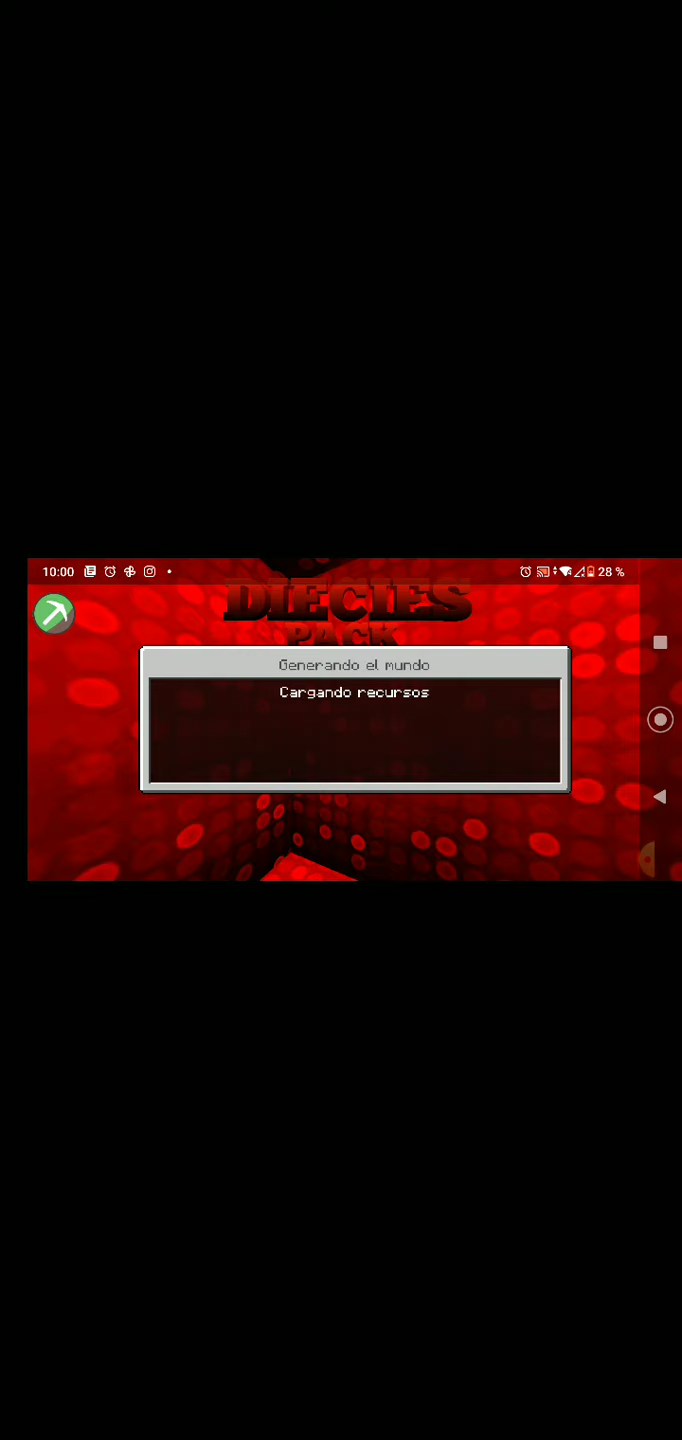 10:00
28 %
DIECIES
PACK
Generando el mundo
Cargando recursos